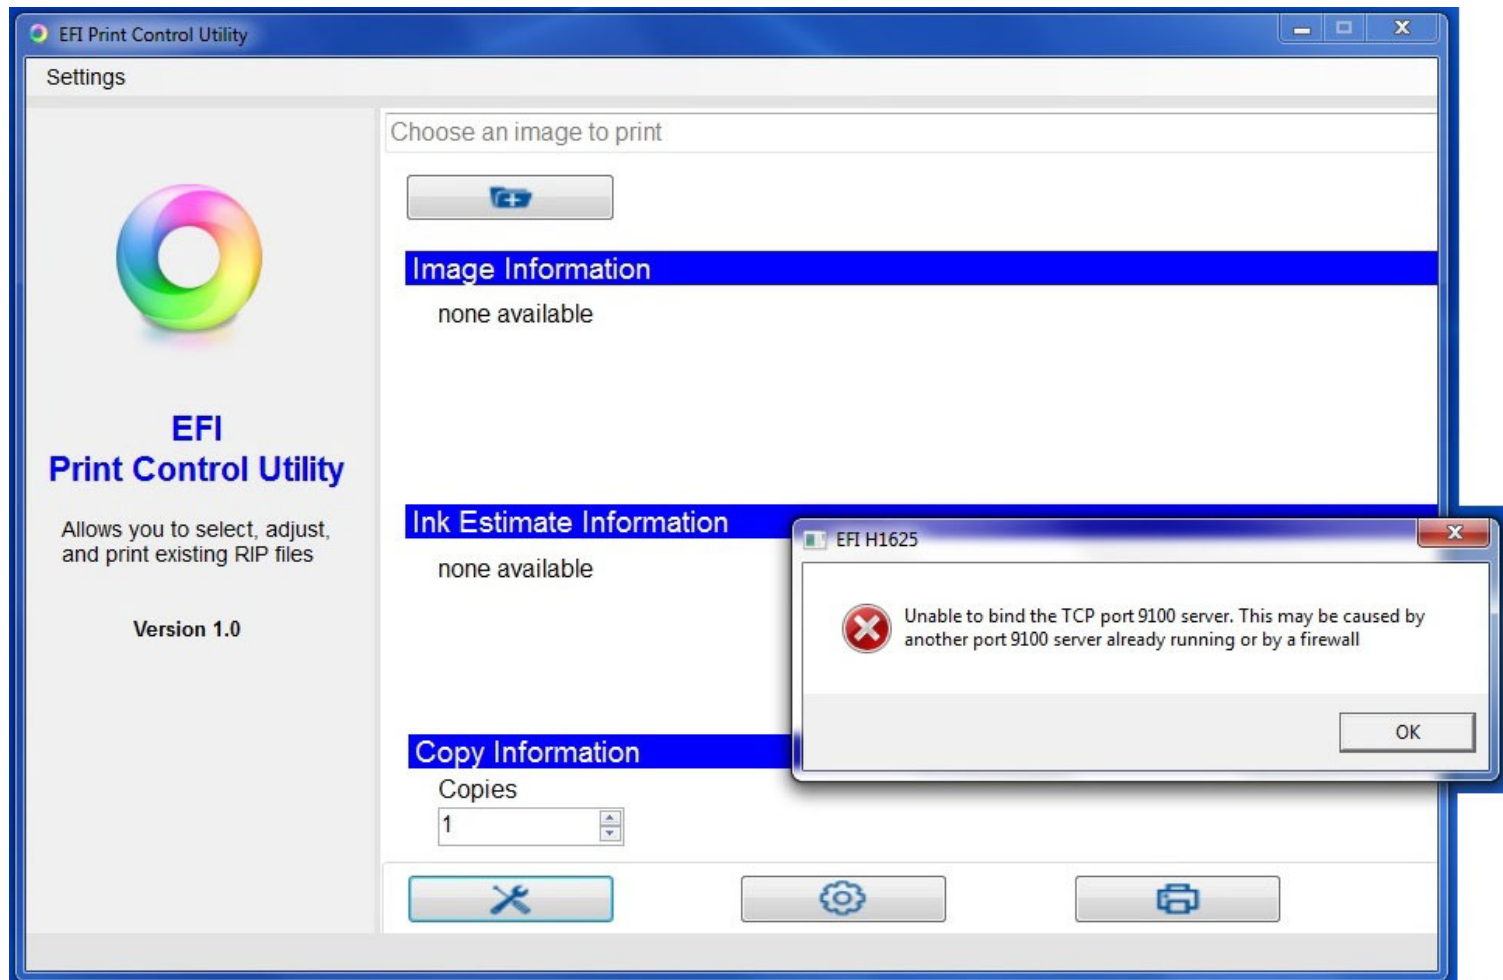 EFI Print Control Utility
Settings
Choose an image to print
Image Information
none available
EFI
Print Control Utility
Allows you to select, adjust,
and print existing RIP files
Version 1.0
Ink Estimate Information
none available
EFI H1625
Unable to bind the TCP port 9100 server. This may be caused by
another port 9100 server already running or by a firewall
OK
Copy Information
Copies
1